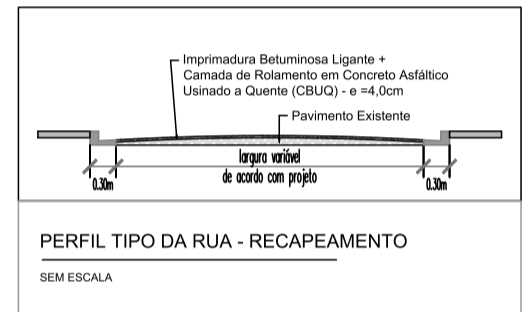 Imprimadura Betuminosa Ligante +
Camada de Rolamento em Concreto Asfáltico
Usinado a Quente (CBUQ) - e =4,0cm
Pavimento Existente
largura variável
de acordo com projeto
0.30m
0.30m
PERFIL TIPO DA RUA - RECAPEAMENTO
SEM ESCALA